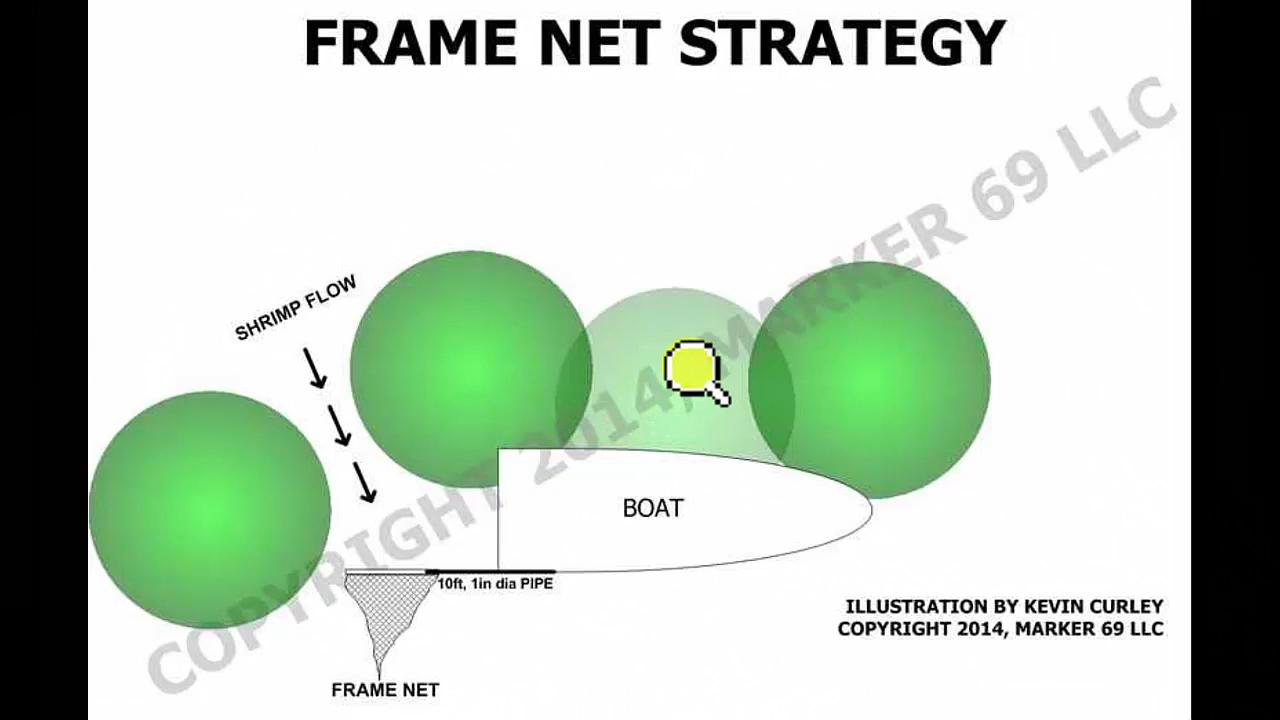 FRAME NET STRATEGY
COPYRIGHT 2014, MARKER 69 LLC
SHRIMP FLOW
BOAT
10ft, 1in dia PIPE
ILLUSTRATION BY KEVIN CURLEY
COPYRIGHT 2014, MARKER 69 LLC
FRAME NET